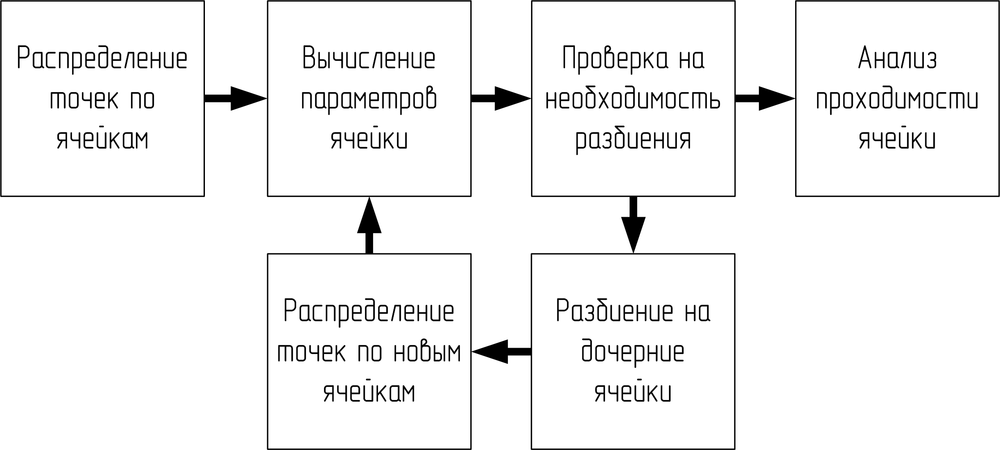 Распределение
точек по
ячейкам
Вычисление
параметров
ячейки
Проверка на
необходимость
разбиения
Анализ
проходимости
ячейки
Распределение
точек по новым
ячейкам
Разбиение на
дочерние
ячейки